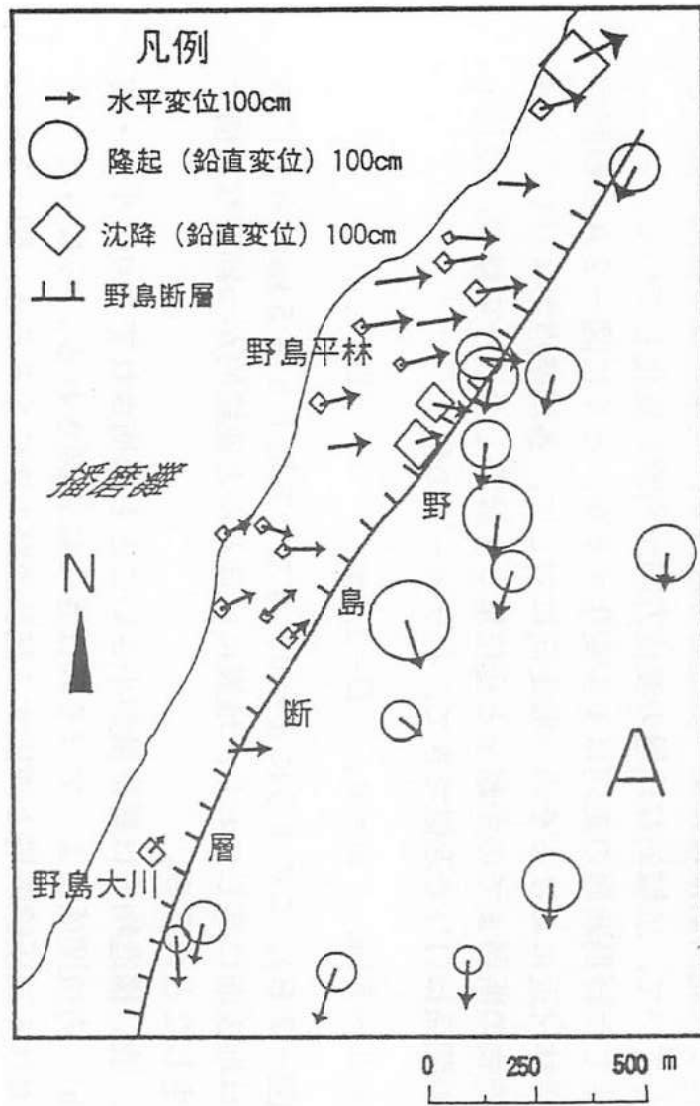 凡例
水平変位100cm
隆起（鉛直変位）100cm
沈降（鉛直変位）100cm
野島断層
野島平林
播磨灘
N
野島断層
A
野島大川
0 250 500 m